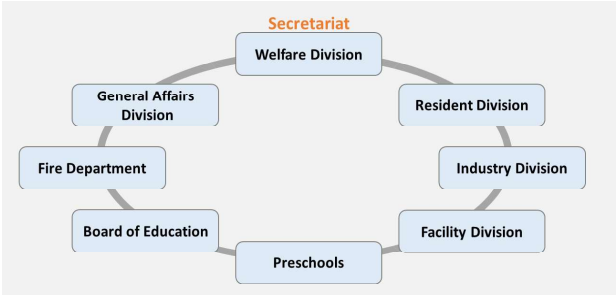 Secretariat
Welfare Division
General Affairs
Division
Resident Division
Fire Department
Industry Division
Board of Education
Facility Division
Preschools